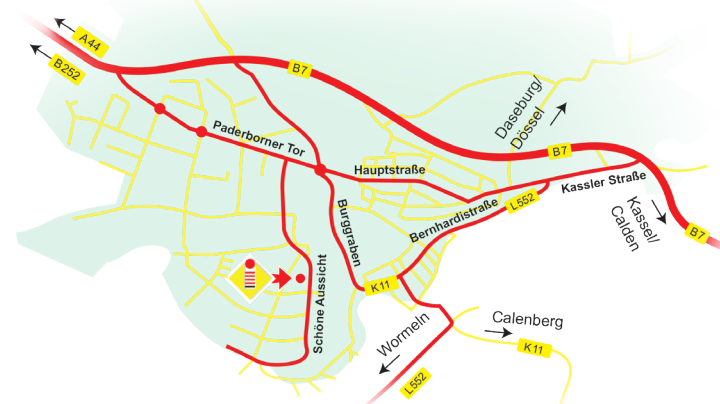 A44
B252
B7
Daseburg/
Dössel
Paderborner Tor
B7
Hauptstraße
Kassler Straße
L552
Bernhardistraße
Kassel/
Calden
Burggraben
B7
Schöne Aussicht
K11
Calenberg
Wormeln
K11
L552